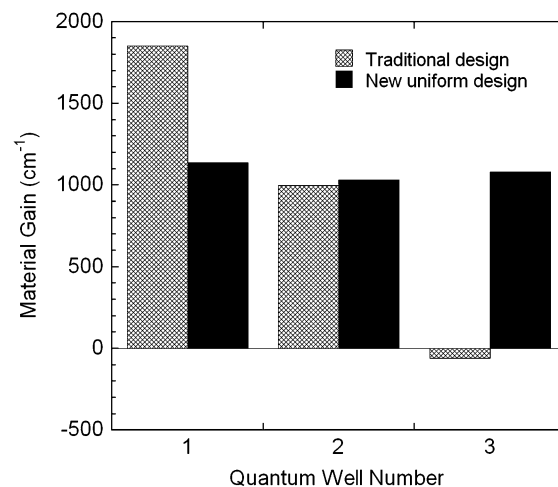 2000
1500
1000
500
0
-500
Material Gain (cm-1)
Traditional design
New uniform design
1 2 3
Quantum Well Number